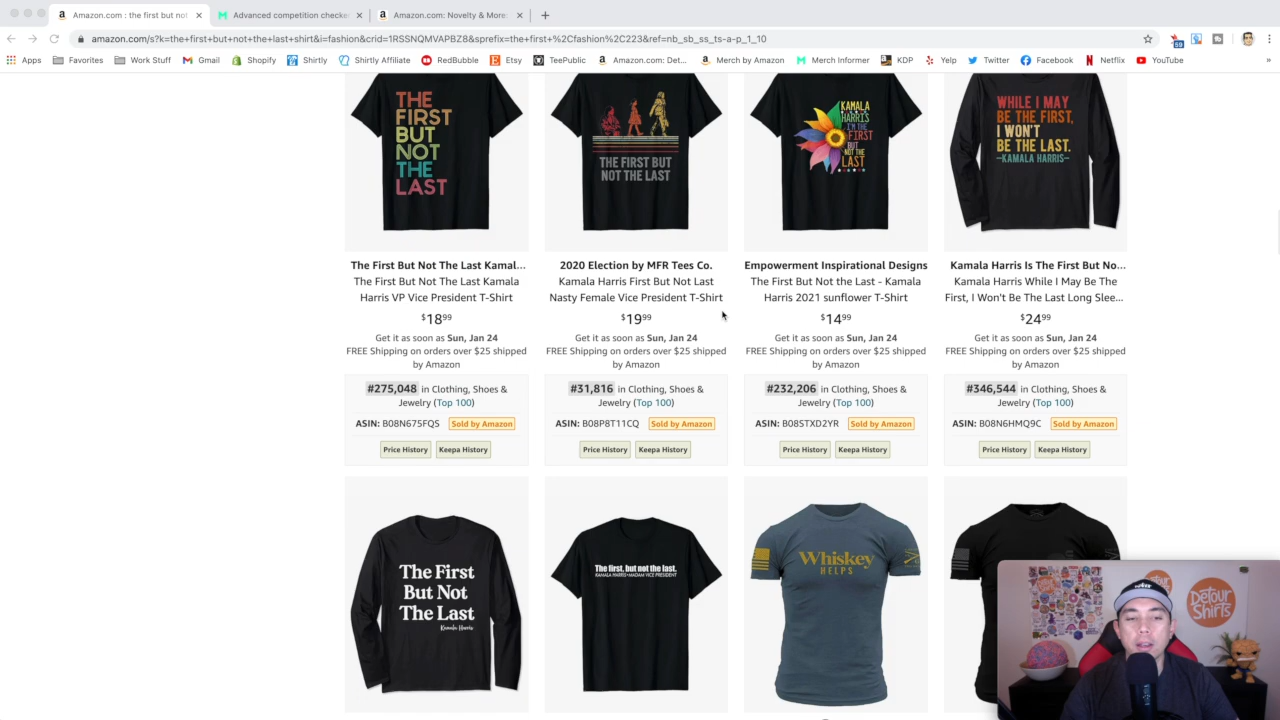 Amazon.com : the first but not
Advanced competition checker
Amazon.com: Novelty & More:
amazon.com/s?k=the+first+but+not+the+last+shirt&i=fashion&crid=1RSSNQMVAPBZ8&sprefix=the+first+%2Cfashion%2C223&ref=nb_sb_ss_ts-a-p_1_10
59
Apps Favorites Work Stuff Gmail Shopify Shirtly Shirtly Affiliate RedBubble Etsy TeePublic Amazon.com: Det... Merch by Amazon Merch Informer KDP Yelp Twitter Facebook Netflix YouTube »
THE
FIRST
BUT
NOT
THE
LAST
THE FIRST BUT
NOT THE LAST
KAMALA
HARRIS
I'M THE
FIRST
BUT
NOT THE
LAST
WHILE I MAY
BE THE FIRST,
I WON'T
BE THE LAST.
–KAMALA HARRIS–
The First But Not The Last Kamal...
The First But Not The Last Kamala
Harris VP Vice President T-Shirt
$18 99
Get it as soon as Sun, Jan 24
FREE Shipping on orders over $25 shipped
by Amazon
#275,048 in Clothing, Shoes &
Jewelry (Top 100)
ASIN: B08N675FQS Sold by Amazon
Price History Keepa History
2020 Election by MFR Tees Co.
Kamala Harris First But Not Last
Nasty Female Vice President T-Shirt
$19 99
Get it as soon as Sun, Jan 24
FREE Shipping on orders over $25 shipped
by Amazon
#31,816 in Clothing, Shoes &
Jewelry (Top 100)
ASIN: B08P8T11CQ Sold by Amazon
Price History Keepa History
Empowerment Inspirational Designs
The First But Not the Last - Kamala
Harris 2021 sunflower T-Shirt
$14 99
Get it as soon as Sun, Jan 24
FREE Shipping on orders over $25 shipped
by Amazon
#232,206 in Clothing, Shoes &
Jewelry (Top 100)
ASIN: B08STXD2YR Sold by Amazon
Price History Keepa History
Kamala Harris Is The First But No...
Kamala Harris While I May Be The
First, I Won't Be The Last Long Slee...
$24 99
Get it as soon as Sun, Jan 24
FREE Shipping on orders over $25 shipped
by Amazon
#346,544 in Clothing, Shoes &
Jewelry (Top 100)
ASIN: B08N6HMQ9C Sold by Amazon
Price History Keepa History
The First
But Not
The Last
Kamala Harris
The first, but not the last.
KAMALA HARRIS•MADAM VICE PRESIDENT
Whiskey
HELPS
DeTour
SHirTS